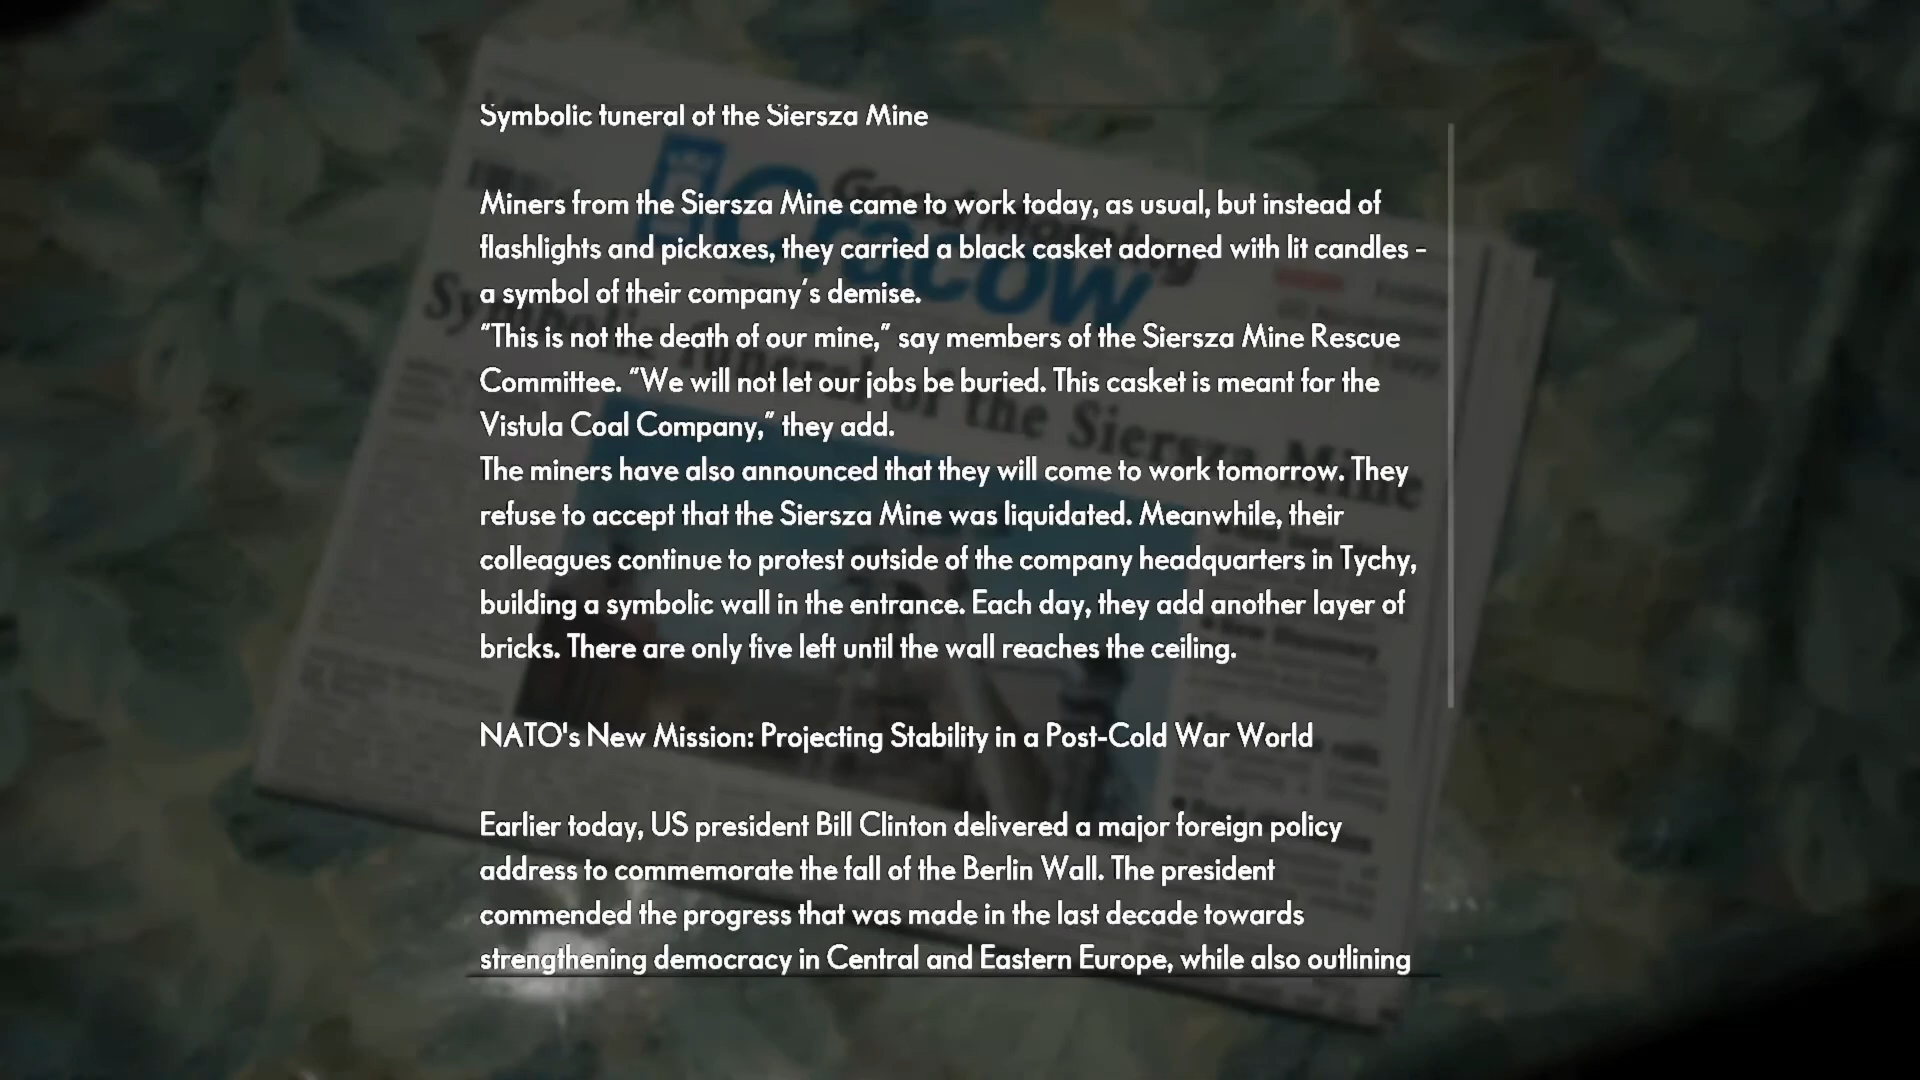 Symbolic funeral of the Siersza Mine
Miners from the Siersza Mine came to work today, as usual, but instead of
flashlights and pickaxes, they carried a black casket adorned with lit candles -
a symbol of their company's demise.
"This is not the death of our mine," say members of the Siersza Mine Rescue
Committee. "We will not let our jobs be buried. This casket is meant for the
Vistula Coal Company," they add.
The miners have also announced that they will come to work tomorrow. They
refuse to accept that the Siersza Mine was liquidated. Meanwhile, their
colleagues continue to protest outside of the company headquarters in Tychy,
building a symbolic wall in the entrance. Each day, they add another layer of
bricks. There are only five left until the wall reaches the ceiling.
NATO's New Mission: Projecting Stability in a Post-Cold War World
Earlier today, US president Bill Clinton delivered a major foreign policy
address to commemorate the fall of the Berlin Wall. The president
commended the progress that was made in the last decade towards
strengthening democracy in Central and Eastern Europe, while also outlining
Good morning
Cracow
Symbolic funeral of the Siersza Mine